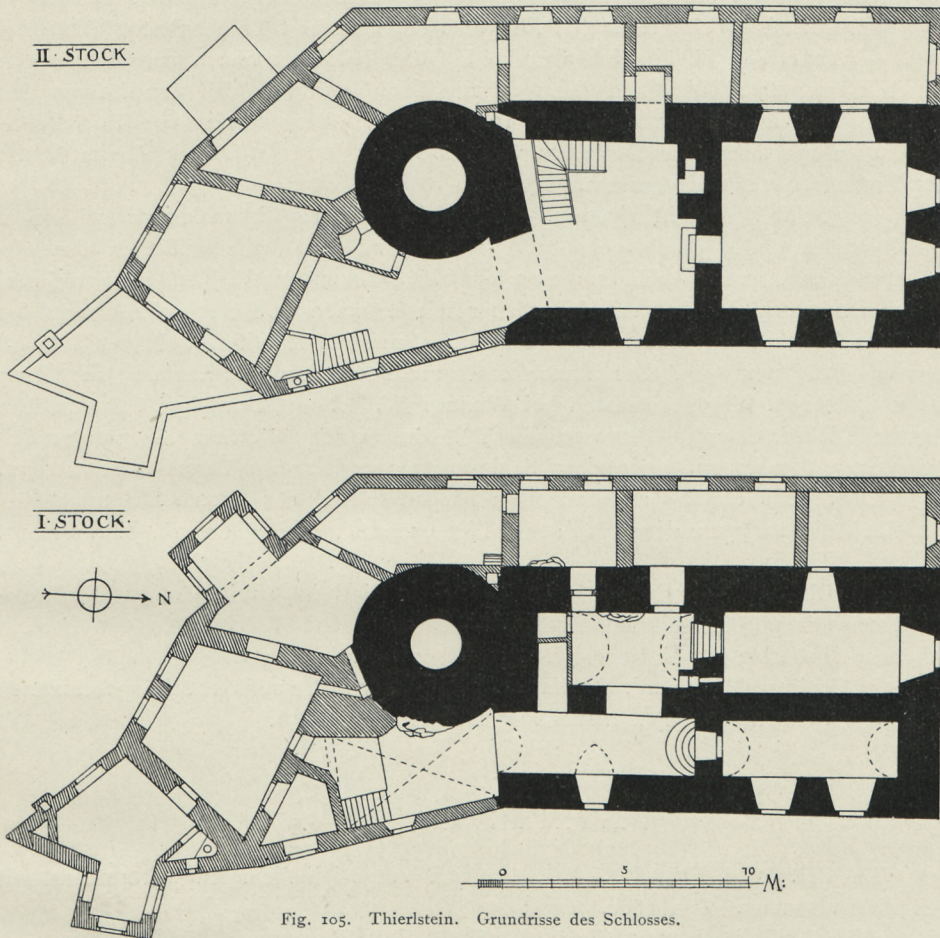 II· STOCK
I· STOCK·
N
0 5 10 M:
Fig. 105. Thierlstein. Grundrisse des Schlosses.